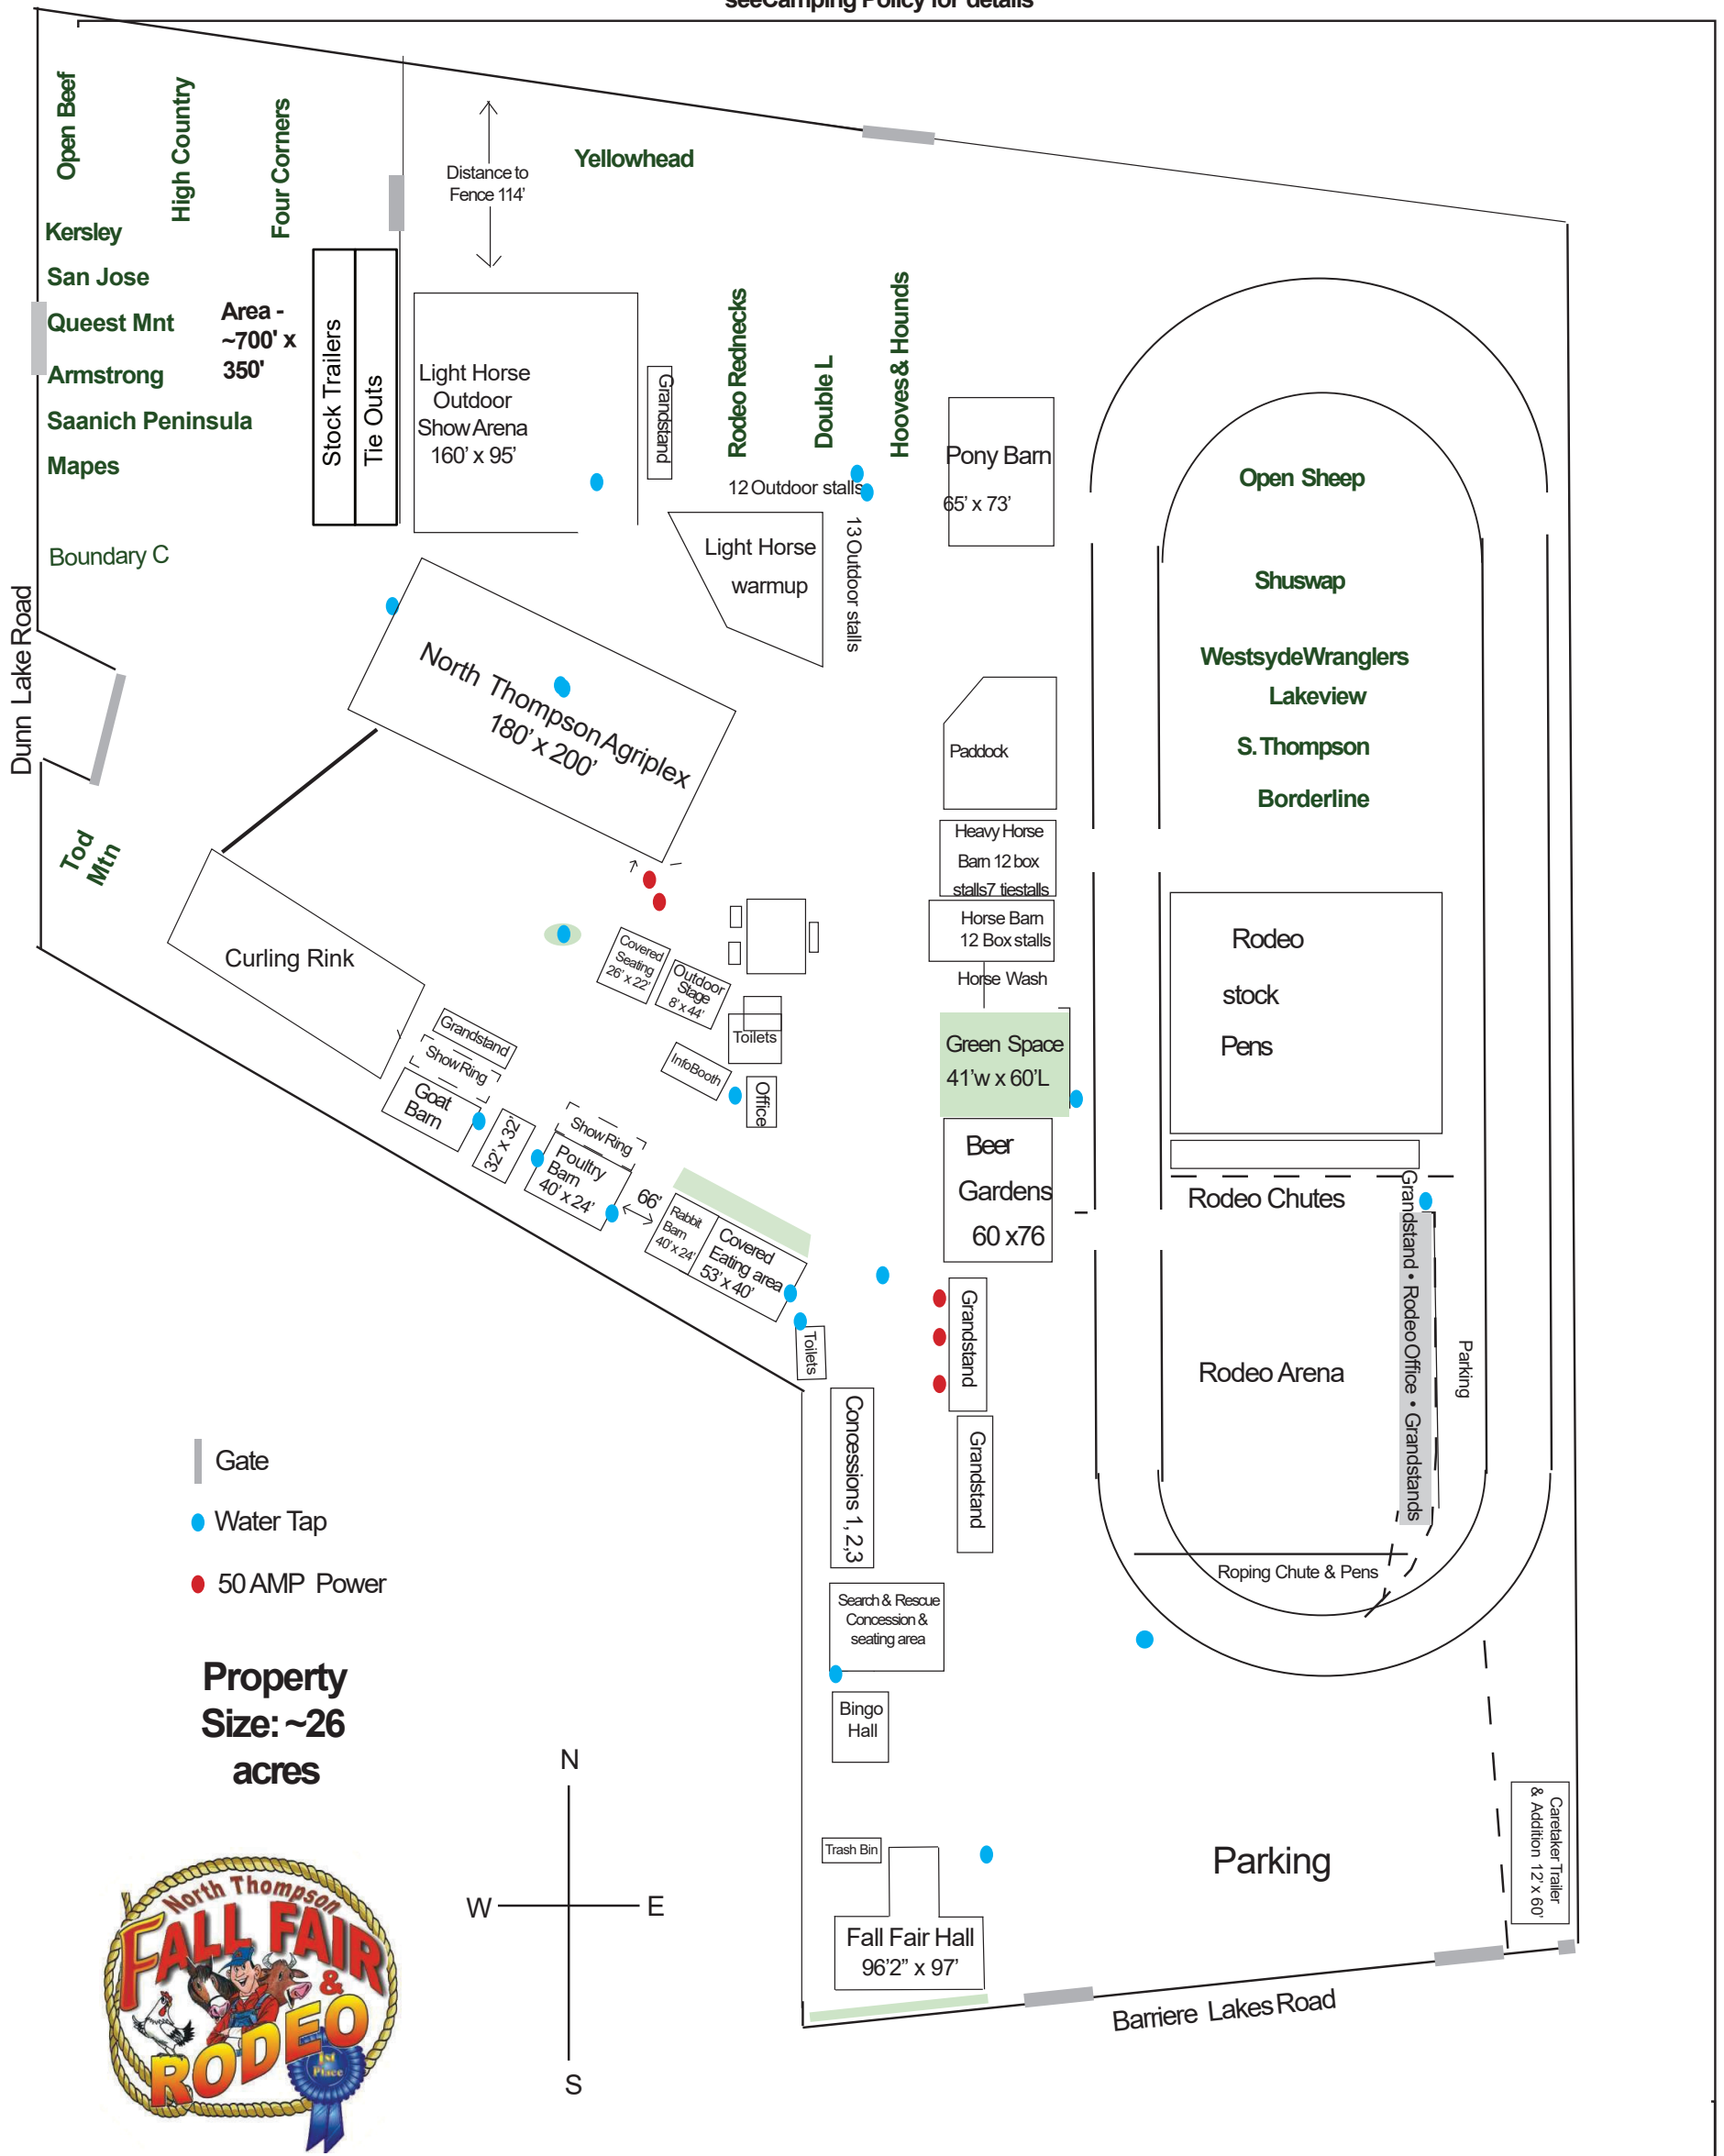 seeCamping Policy for details
Open Beef
High Country
Four Corners
Distance to
Fence 114'
Yellowhead
Kersley
San Jose
Queest Mnt
Armstrong
Saanich Peninsula
Mapes
Boundary C
Area -
~700' x
350'
Stock Trailers
Tie Outs
Light Horse
Outdoor
Show Arena
160' x 95'
Grandstand
Rodeo Rednecks
Double L
Hooves & Hounds
12 Outdoor stalls
13 Outdoor stalls
Light Horse
warmup
Pony Barn
65' x 73'
Open Sheep
Shuswap
WestsydeWranglers
Lakeview
S. Thompson
Borderline
Dunn Lake Road
North Thompson Agriplex
180' x 200'
Paddock
Heavy Horse
Barn 12 box
stalls7 tiestalls
Horse Barn
12 Box stalls
Horse Wash
Tod
Mtn
Curling Rink
Covered
Seating
26' x 22'
Outdoor
Stage
8' x 44'
Toilets
InfoBooth
Office
Green Space
41'w x 60'L
Rodeo
stock
Pens
Grandstand
Show Ring
Goat
Barn
32' x 32'
Show Ring
Poultry
Barn
40' x 24'
66'
Rabbit
Barn
40' x 24'
Covered
Eating area
53' x 40'
Toilets
Beer
Gardens
60 x76
Rodeo Chutes
Grandstand • Rodeo Office • Grandstands
Parking
Rodeo Arena
Grandstand
Grandstand
Concessions 1, 2,3
Roping Chute & Pens
Search & Rescue
Concession &
seating area
Bingo
Hall
Gate
Water Tap
50 AMP Power
Property
Size: ~26
acres
N
W
E
S
Trash Bin
Fall Fair Hall
96'2" x 97'
Parking
Caretaker Trailer
& Addition 12' x 60'
Barriere Lakes Road
North Thompson
FALL FAIR
&
RODEO
1st
Place